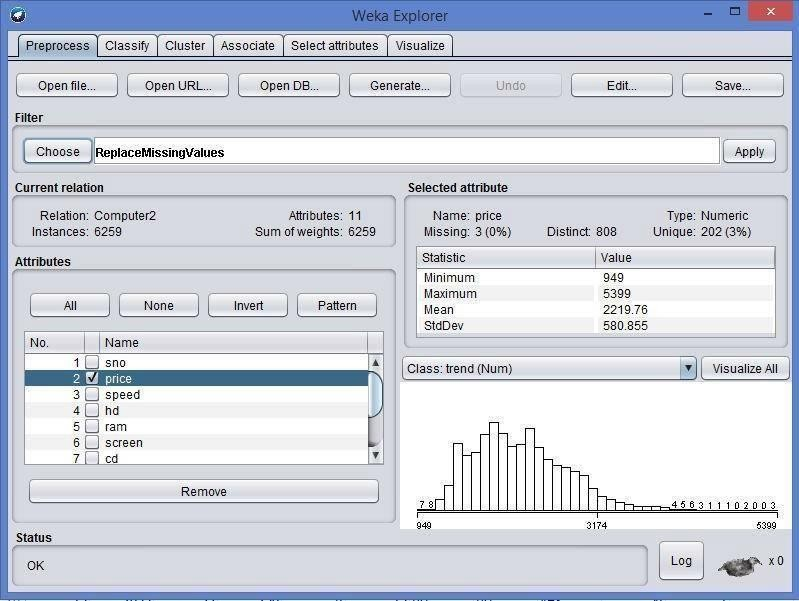 Weka Explorer
Preprocess Classify Cluster Associate Select attributes Visualize
Open file... Open URL... Open DB... Generate... Undo Edit... Save...
Filter
Choose ReplaceMissingValues Apply
Current relation
Relation: Computer2 Attributes: 11
Instances: 6259 Sum of weights: 6259
Attributes
All None Invert Pattern
No. Name
1 sno
2 price
3 speed
4 hd
5 ram
6 screen
7 cd
Remove
Selected attribute
Name: price Type: Numeric
Missing: 3 (0%) Distinct: 808 Unique: 202 (3%)
Statistic Value
Minimum 949
Maximum 5399
Mean 2219.76
StdDev 580.855
Class: trend (Num) Visualize All
7 8 4 5 6 3 1 1 1 1 0 2 0 0 3
949 3174 5399
Status
OK
Log x 0